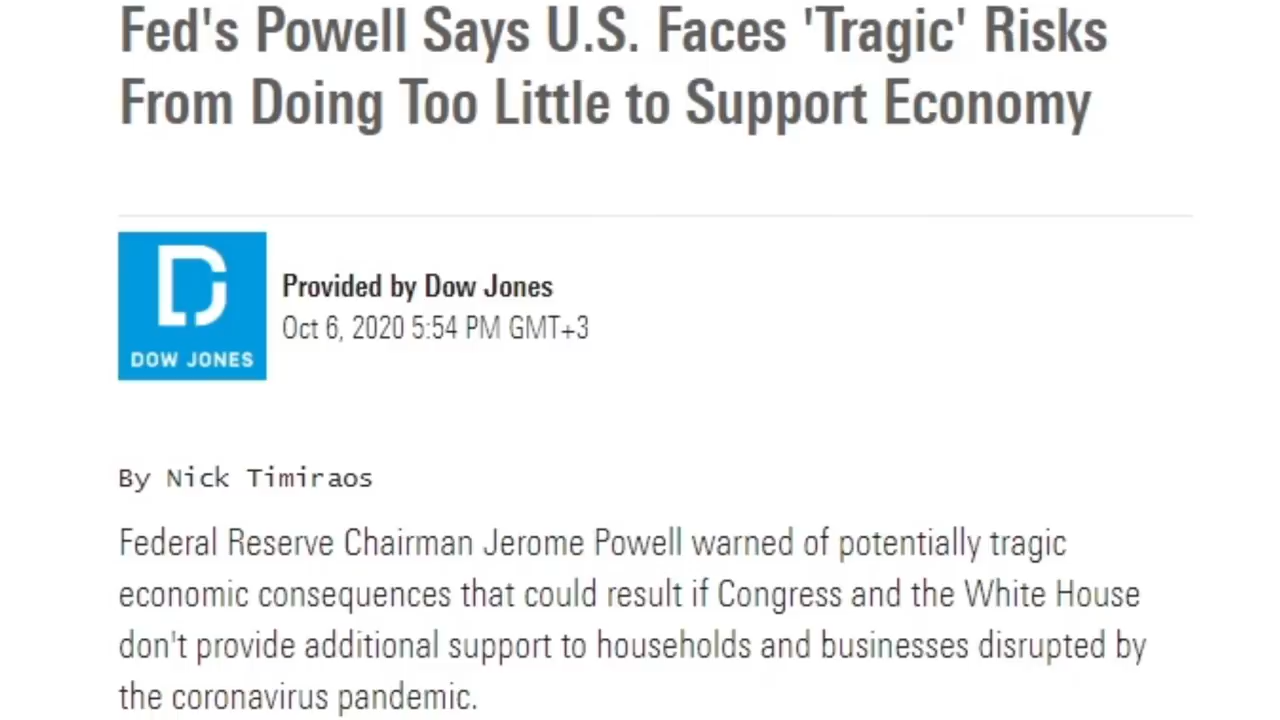 Fed's Powell Says U.S. Faces 'Tragic' Risks
From Doing Too Little to Support Economy
DOW JONES
Provided by Dow Jones
Oct 6, 2020 5:54 PM GMT+3
By Nick Timiraos
Federal Reserve Chairman Jerome Powell warned of potentially tragic
economic consequences that could result if Congress and the White House
don't provide additional support to households and businesses disrupted by
the coronavirus pandemic.